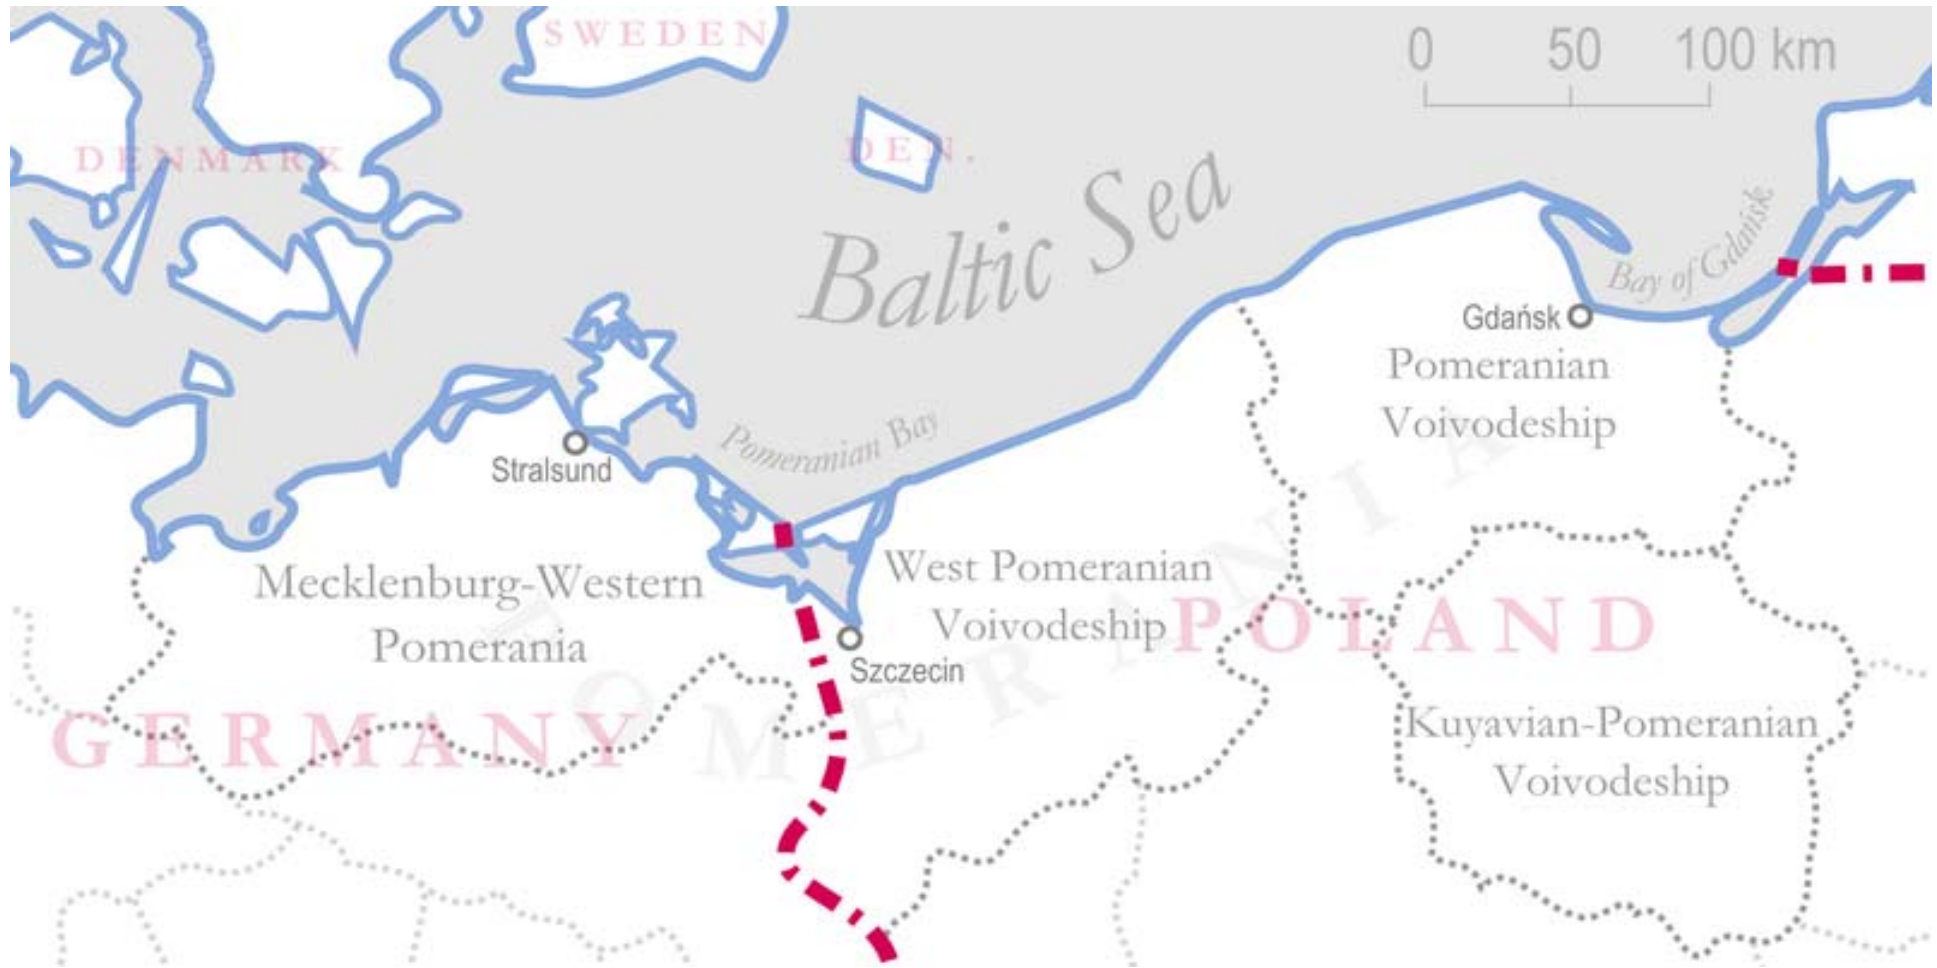 SWEDEN
0 50 100 km
DENMARK
DEN.
Baltic Sea
Bay of Gdańsk
Gdańsk
Pomeranian
Voivodeship
Pomeranian Bay
Stralsund
Mecklenburg-Western
Pomerania
West Pomeranian
Voivodeship
POLAND
Szczecin
POMERANIA
GERMANY
Kuyavian-Pomeranian
Voivodeship